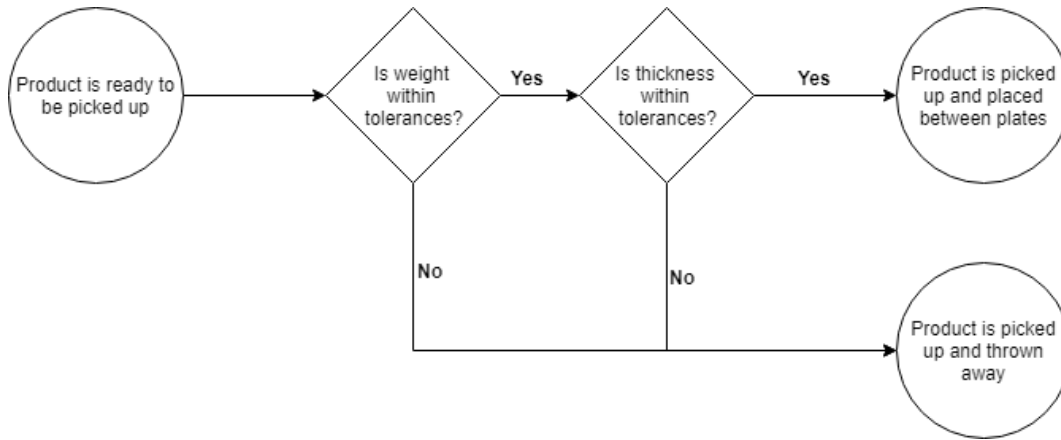 Product is ready to
be picked up
Is weight
within
tolerances?
Yes
Is thickness
within
tolerances?
Yes
Product is picked
up and placed
between plates
No
No
Product is picked
up and thrown
away